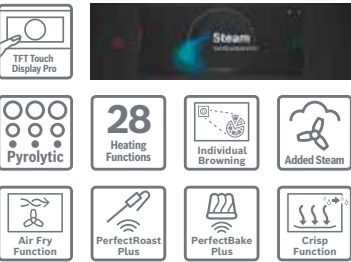 TFT Touch
Display Pro
Steam
Pyrolytic
28
Heating
Functions
Individual
Browning
Added Steam
Air Fry
Function
PerfectRoast
Plus
PerfectBake
Plus
Crisp
Function